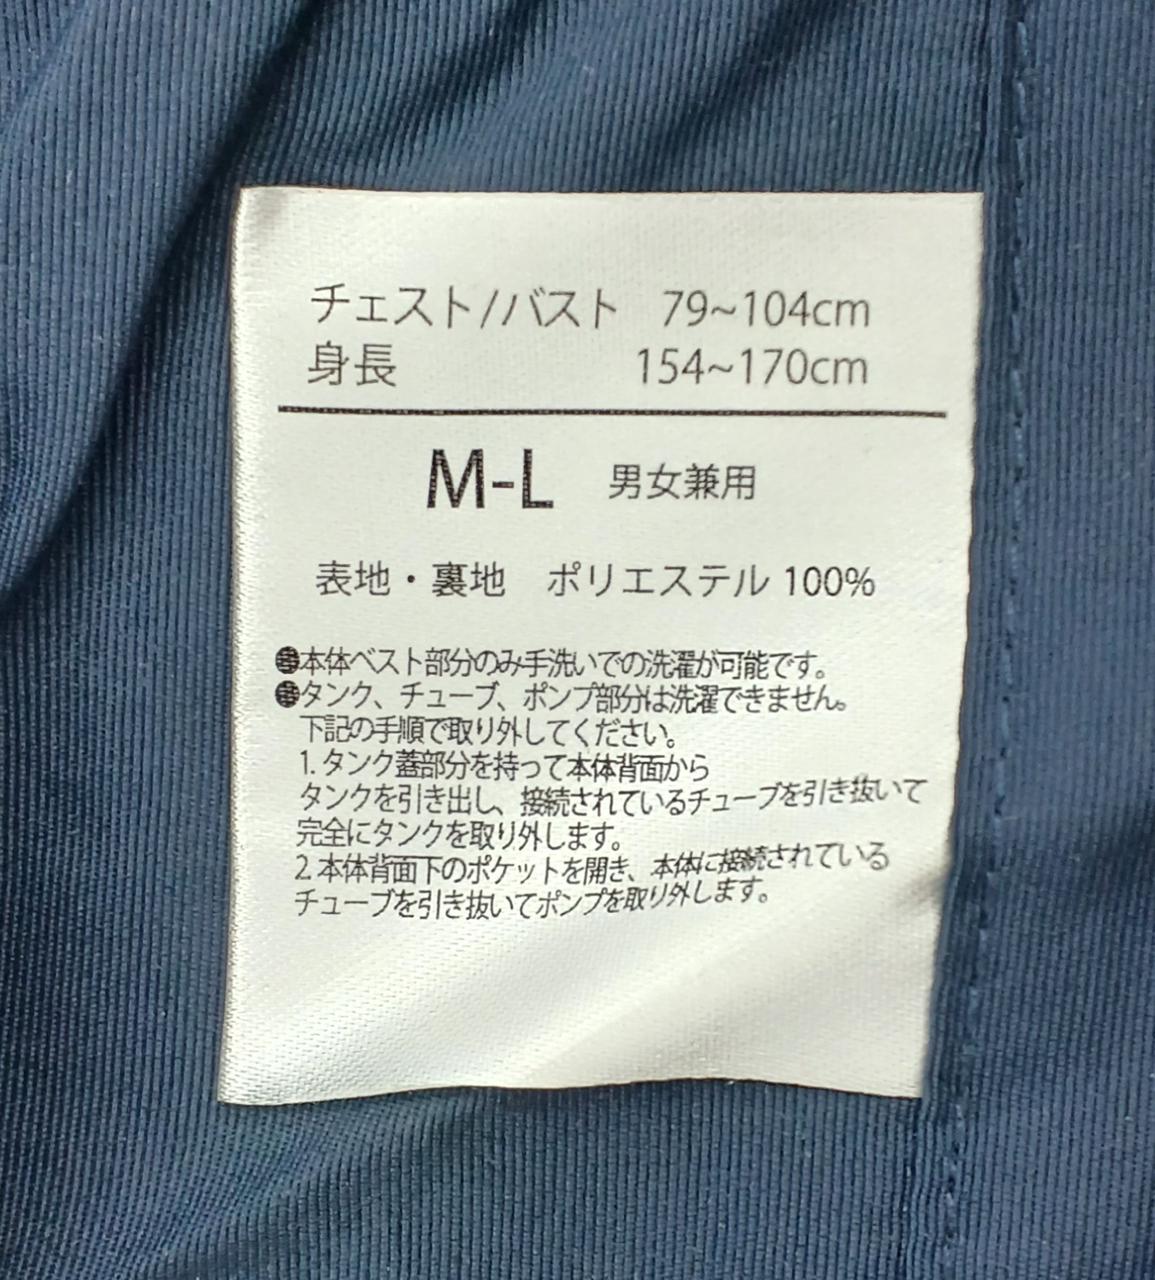 チェスト/バスト 79~104cm
身長 154~170cm
M-L 男女兼用
表地・裏地 ポリエステル 100%
●本体ベスト部分のみ手洗いでの洗濯が可能です。
●タンク、チューブ、ポンプ部分は洗濯できません。
下記の手順で取り外してください。
1. タンク蓋部分を持って本体背面から
タンクを引き出し、接続されているチューブを引き抜いて
完全にタンクを取り外します。
2. 本体背面下のポケットを開き、本体に接続されている
チューブを引き抜いてポンプを取り外します。